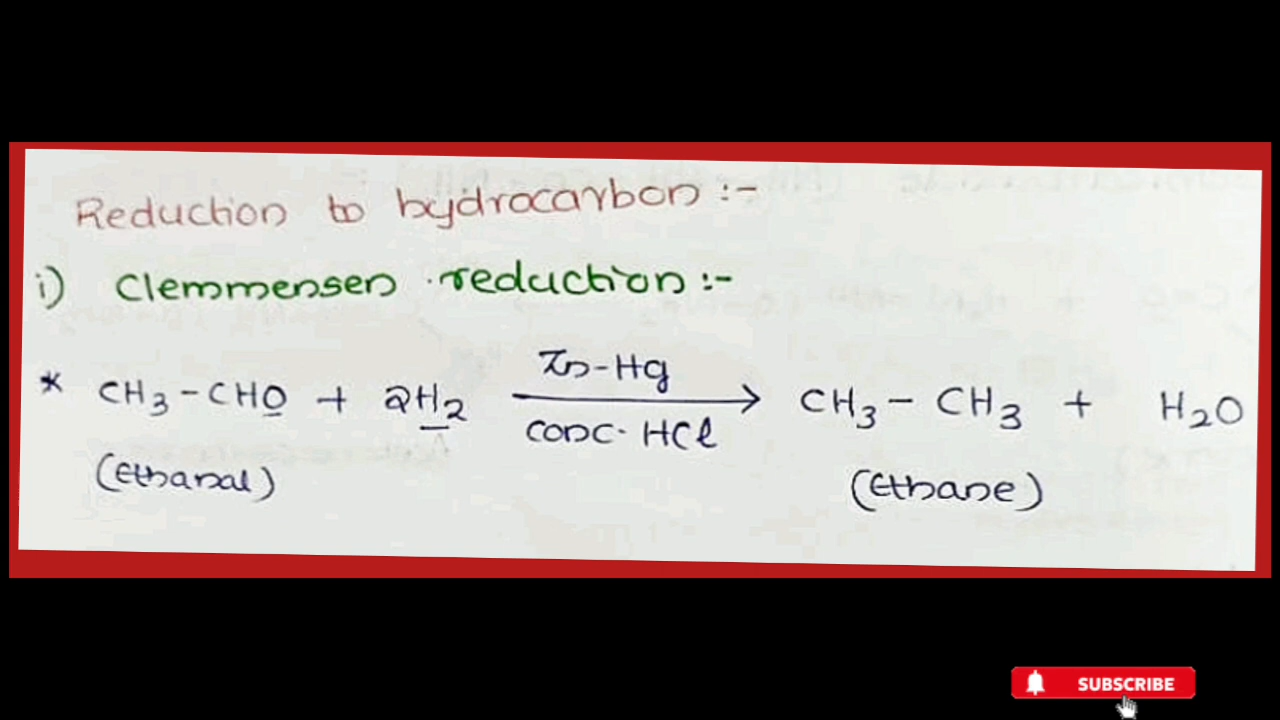 Reduction to hydrocarbon :-
i) Clemmensen reduction :-
Zn-Hg
* CH₃-CHO + 2H₂ ⟶ CH₃- CH₃ + H₂O
conc. HCl
(Ethanal) (Ethane)
SUBSCRIBE